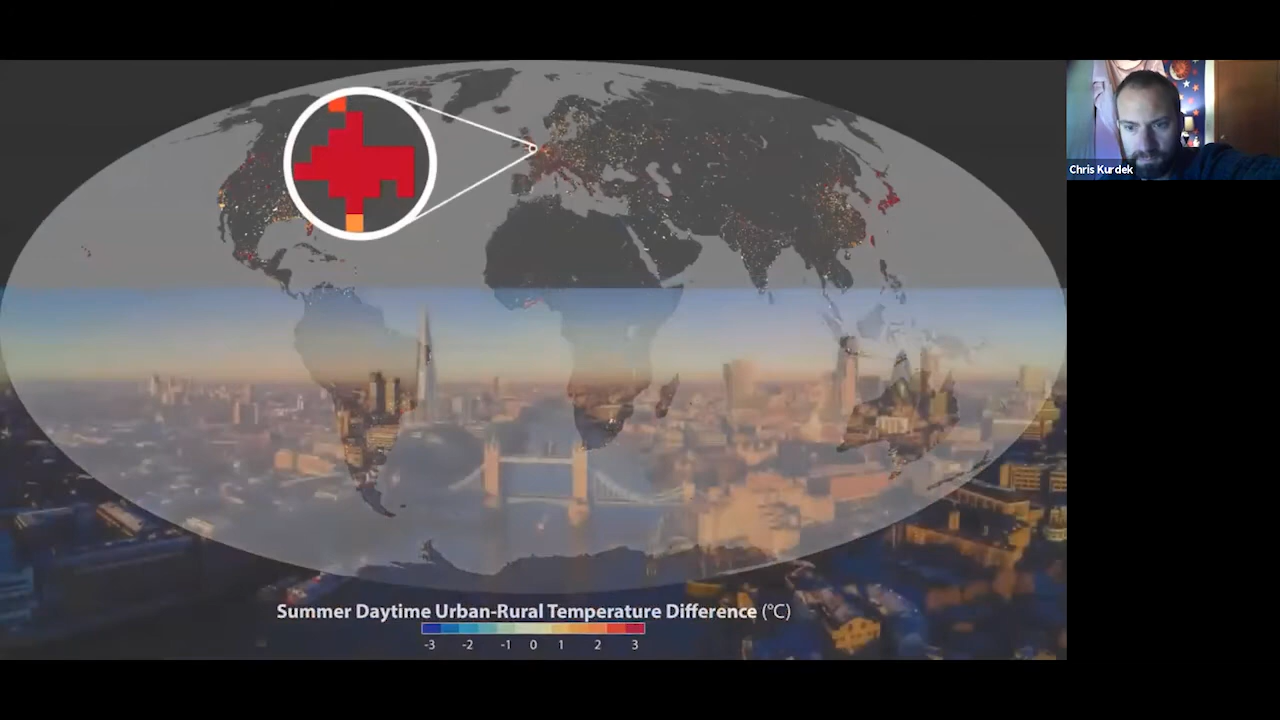 Chris Kurdek
Summer Daytime Urban-Rural Temperature Difference (°C)
-3 -2 -1 0 1 2 3